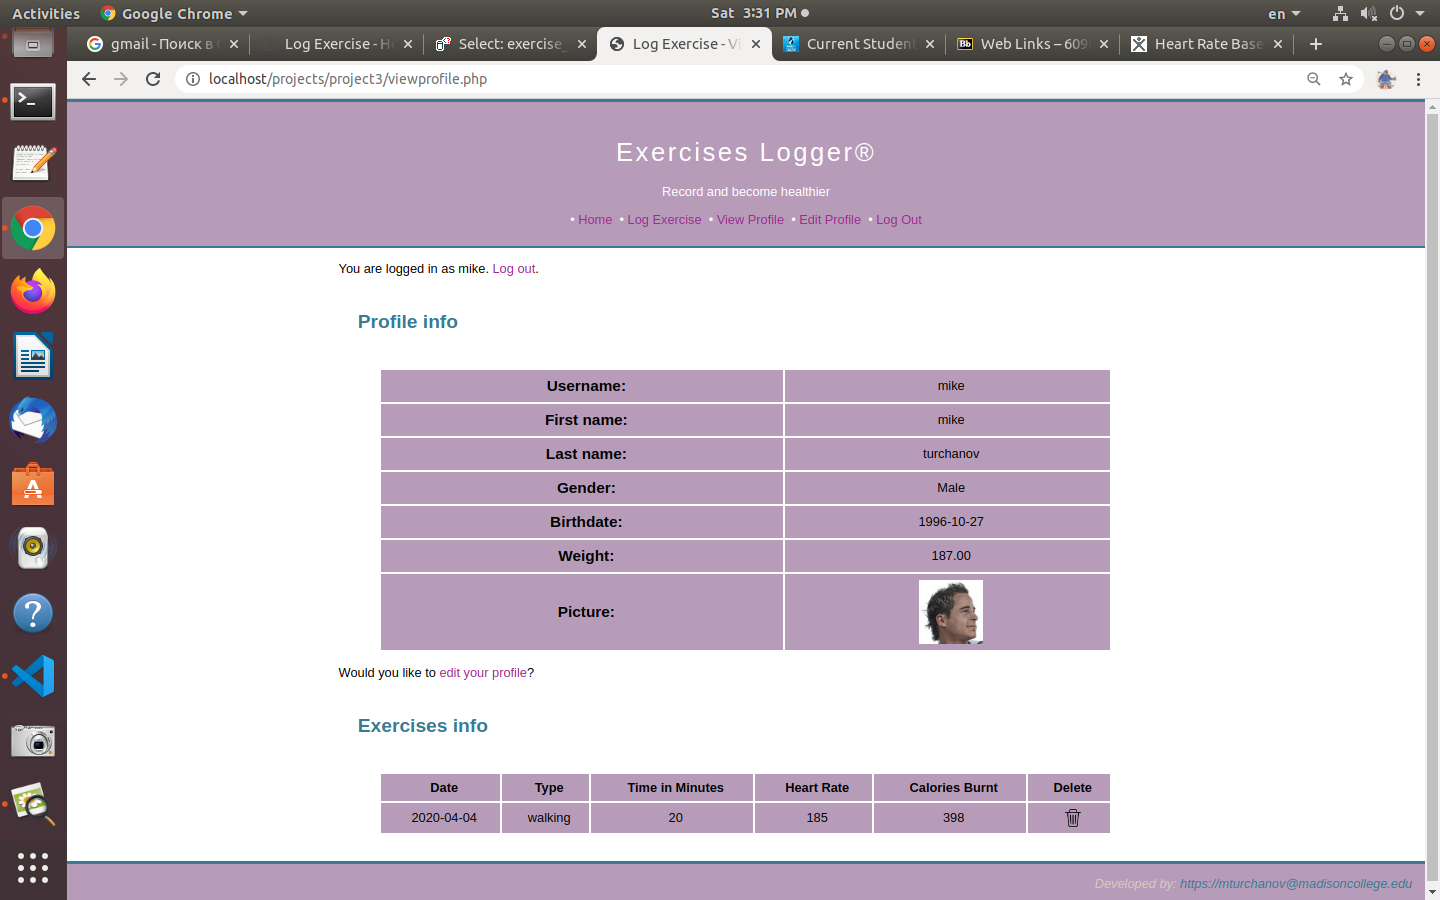 Activities Google Chrome Sat 3:31 PM en
gmail - Поиск в Log Exercise - Select: exercise_ Log Exercise - Current Student Web Links – 609 Heart Rate Base
localhost/projects/project3/viewprofile.php
Exercises Logger®
Record and become healthier
• Home • Log Exercise • View Profile • Edit Profile • Log Out
You are logged in as mike. Log out.
Profile info
Username: mike
First name: mike
Last name: turchanov
Gender: Male
Birthdate: 1996-10-27
Weight: 187.00
Picture:
Would you like to edit your profile?
Exercises info
Date Type Time in Minutes Heart Rate Calories Burnt Delete
2020-04-04 walking 20 185 398
Developed by: https://mturchanov@madisoncollege.edu